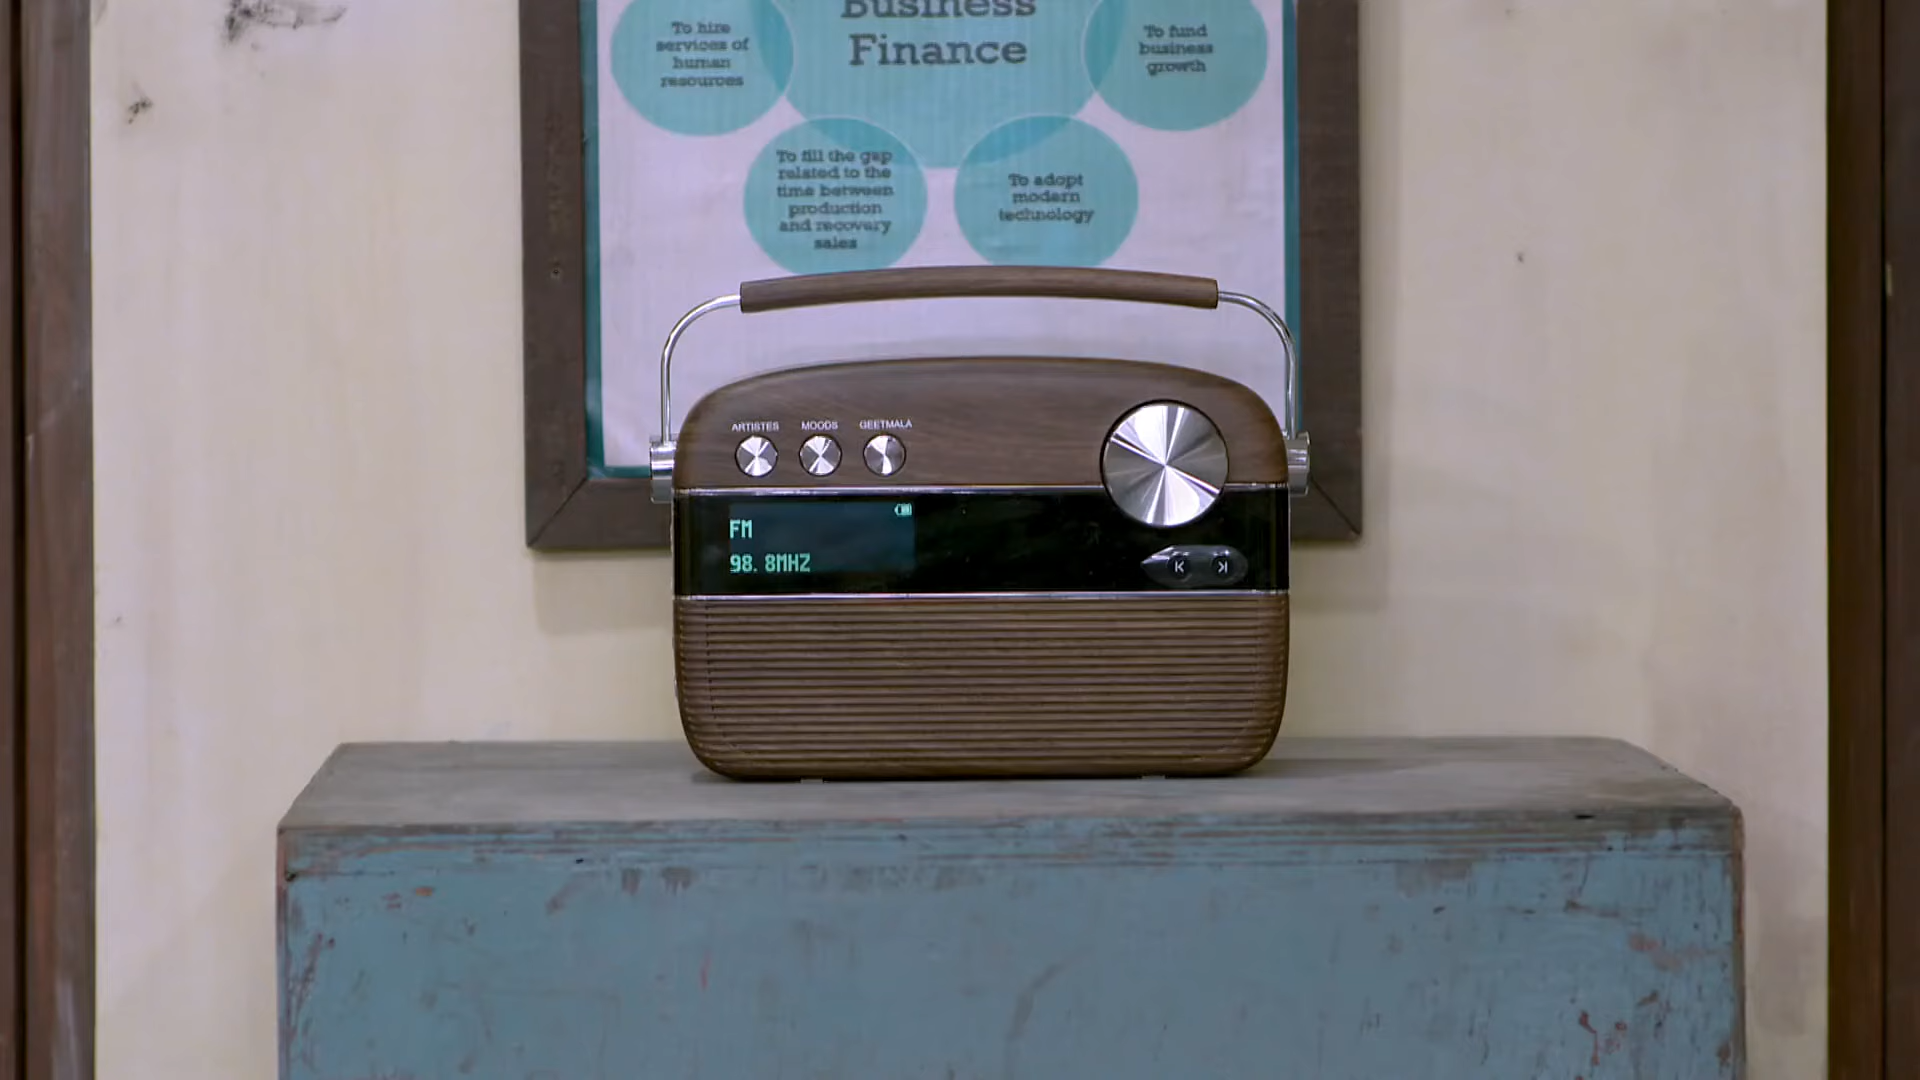 Business
Finance
To hire
services of
human
resources
To fund
business
growth
To fill the gap
related to the
time between
production
and recovery
sales
To adopt
modern
technology
ARTISTES MOODS GEETMALA
FM
98.8MHZ